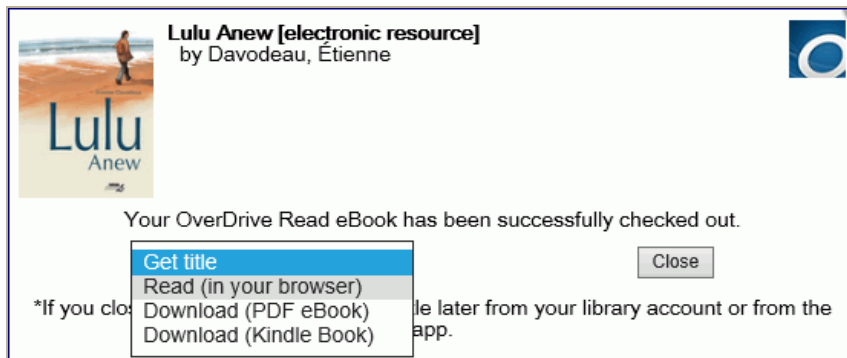 Lulu Anew [electronic resource]
by Davodeau, Étienne
Lulu
Anew
Your OverDrive Read eBook has been successfully checked out.
Get title
Close
Read (in your browser)
*If you clo
Download (PDF eBook)
le later from your library account or from the
Download (Kindle Book)
app.